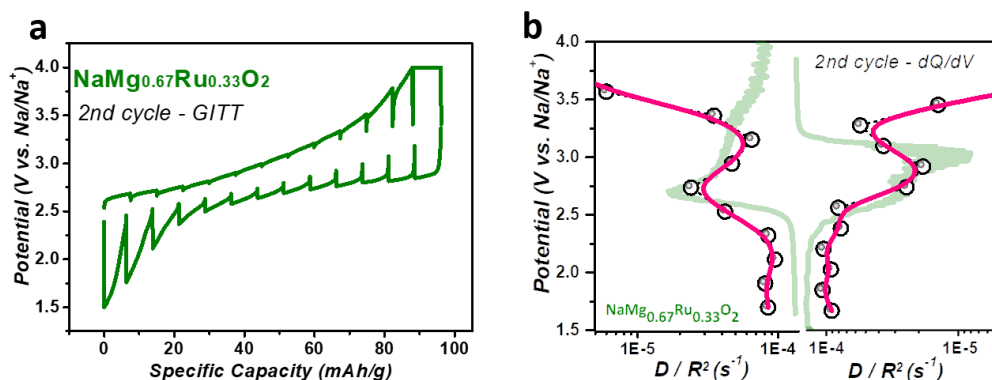 a
NaMg0.67Ru0.33O2
2nd cycle - GITT
Potential (V vs. Na/Na+)
4.0
3.5
3.0
2.5
2.0
1.5
0 20 40 60 80 100
Specific Capacity (mAh/g)
b
2nd cycle - dQ/dV
Potential (V vs. Na/Na+)
4.0
3.5
3.0
2.5
2.0
1.5
NaMg0.67Ru0.33O2
1E-5 1E-4 1E-4 1E-5
D / R² (s⁻¹) D / R² (s⁻¹)